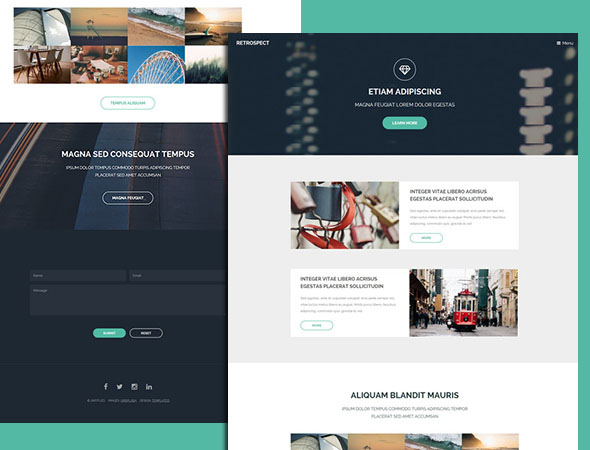 TEMPUS ALIQUAM
MAGNA SED CONSEQUAT TEMPUS
IPSUM DOLOR TEMPUS COMMODO TURPIS ADIPISCING TEMPOR
PLACERAT SED AMET ACCUMSAN
MAGNA FEUGIAT
Name
Email
Message
SUBMIT
RESET
RETROSPECT
Menu
ETIAM ADIPISCING
MAGNA FEUGIAT LOREM DOLOR EGESTAS
LEARN MORE
INTEGER VITAE LIBERO ACRISUS
EGESTAS PLACERAT SOLLICITUDIN
MORE
INTEGER VITAE LIBERO ACRISUS
EGESTAS PLACERAT SOLLICITUDIN
MORE
ALIQUAM BLANDIT MAURIS
IPSUM DOLOR TEMPUS COMMODO TURPIS ADIPISCING TEMPOR
PLACERAT SED AMET ACCUMSAN